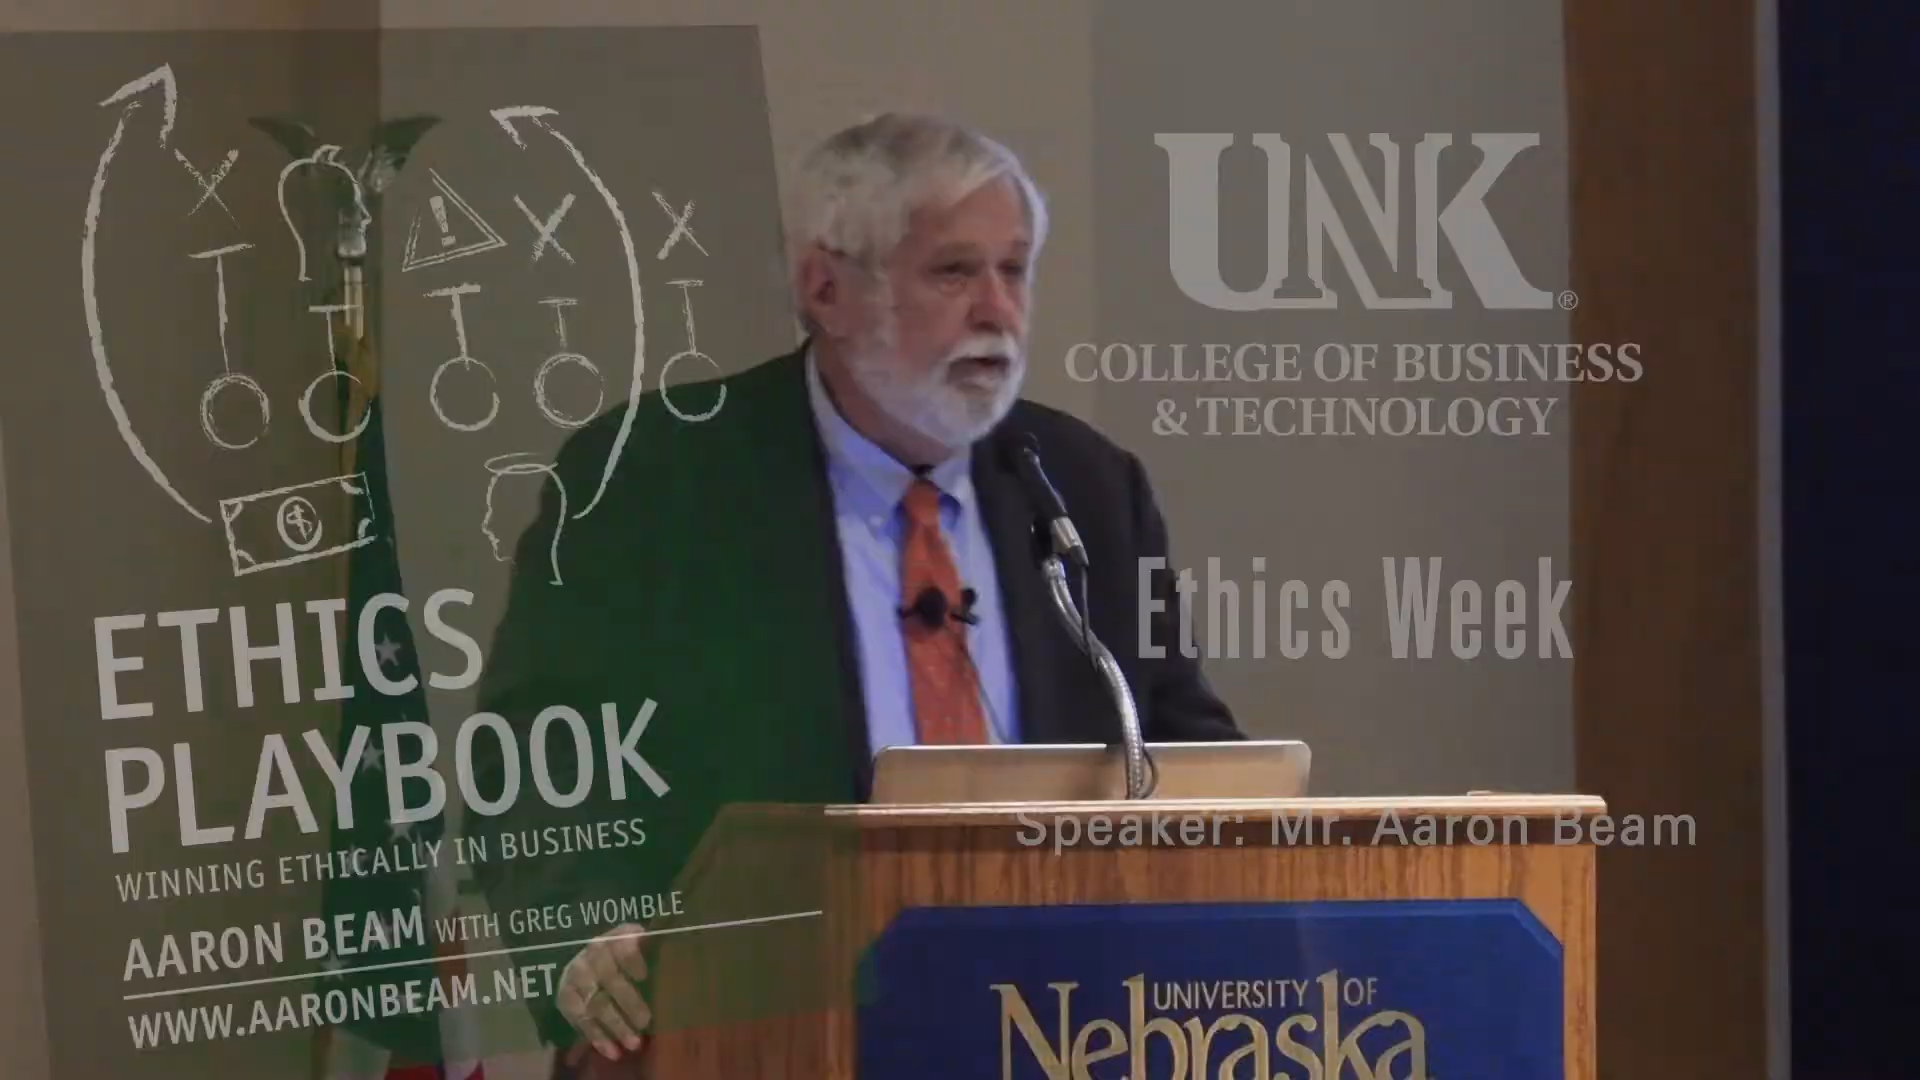 UNK®
COLLEGE OF BUSINESS
& TECHNOLOGY
Ethics Week
Speaker: Mr. Aaron Beam
ETHICS
PLAYBOOK
WINNING ETHICALLY IN BUSINESS
AARON BEAM WITH GREG WOMBLE
WWW.AARONBEAM.NET
UNIVERSITY OF
Nebraska